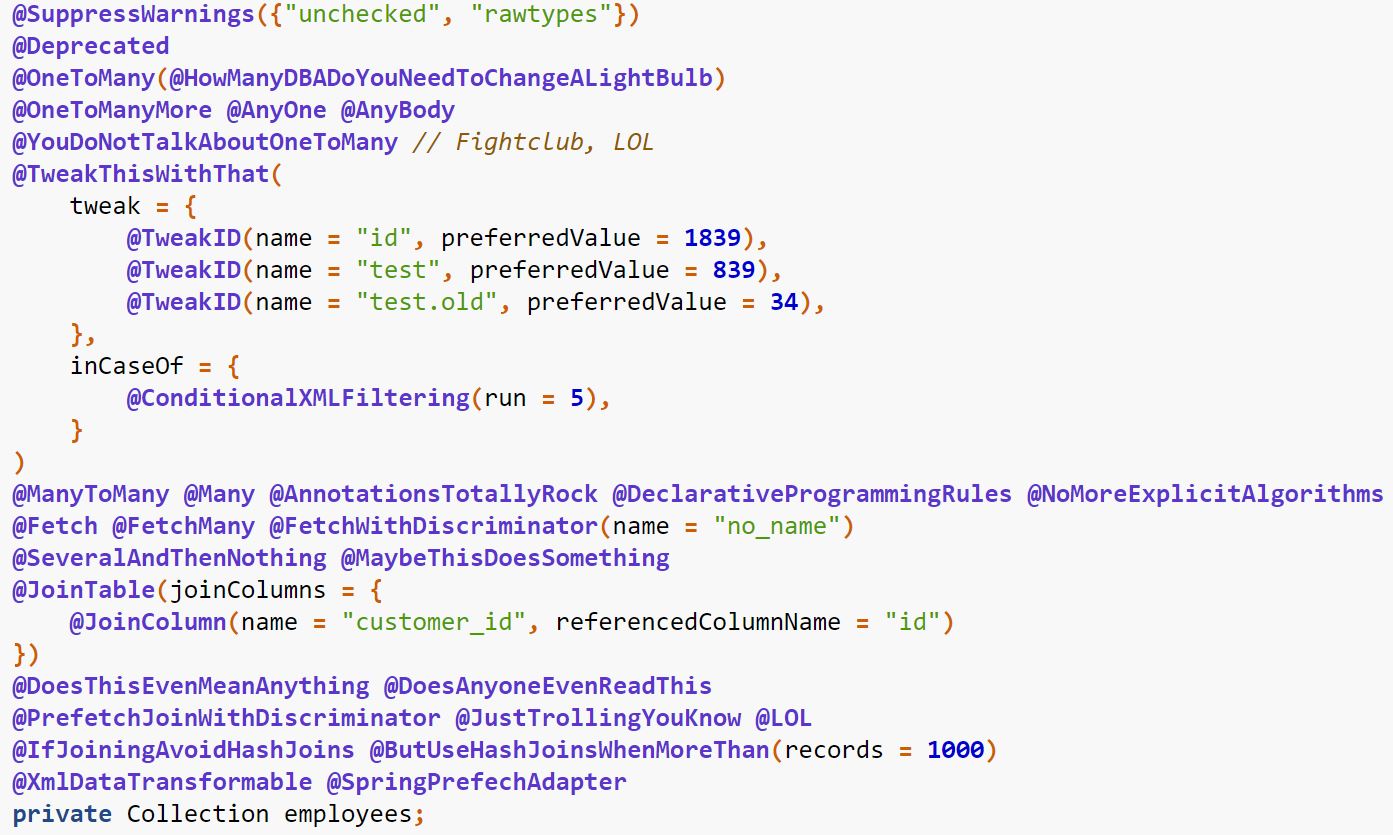 @SuppressWarnings({"unchecked", "rawtypes"})
@Deprecated
@OneToMany(@HowManyDBADoYouNeedToChangeALightBulb)
@OneToManyMore @AnyOne @AnyBody
@YouDoNotTalkAboutOneToMany // Fightclub, LOL
@TweakThisWithThat(
    tweak = {
        @TweakID(name = "id", preferredValue = 1839),
        @TweakID(name = "test", preferredValue = 839),
        @TweakID(name = "test.old", preferredValue = 34),
    },
    inCaseOf = {
        @ConditionalXMLFiltering(run = 5),
    }
)
@ManyToMany @Many @AnnotationsTotallyRock @DeclarativeProgrammingRules @NoMoreExplicitAlgorithms
@Fetch @FetchMany @FetchWithDiscriminator(name = "no_name")
@SeveralAndThenNothing @MaybeThisDoesSomething
@JoinTable(joinColumns = {
    @JoinColumn(name = "customer_id", referencedColumnName = "id")
})
@DoesThisEvenMeanAnything @DoesAnyoneEvenReadThis
@PrefetchJoinWithDiscriminator @JustTrollingYouKnow @LOL
@IfJoiningAvoidHashJoins @ButUseHashJoinsWhenMoreThan(records = 1000)
@XmlDataTransformable @SpringPrefechAdapter
private Collection employees;